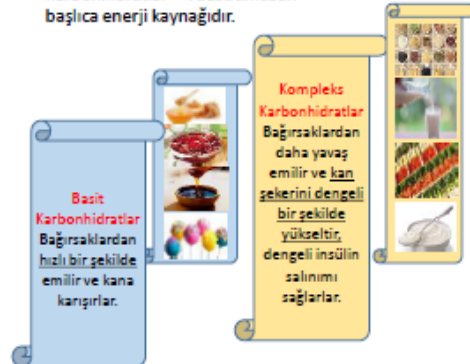 başlıca enerji kaynağıdır.
Basit
Karbonhidratlar
Bağırsaklardan
hızlı bir şekilde
emilir ve kana
karışırlar.
Kompleks
Karbonhidratlar
Bağırsaklardan
daha yavaş
emilir ve kan
şekerini dengeli
bir şekilde
yükseltir,
dengeli insülin
salınımı
sağlarlar.